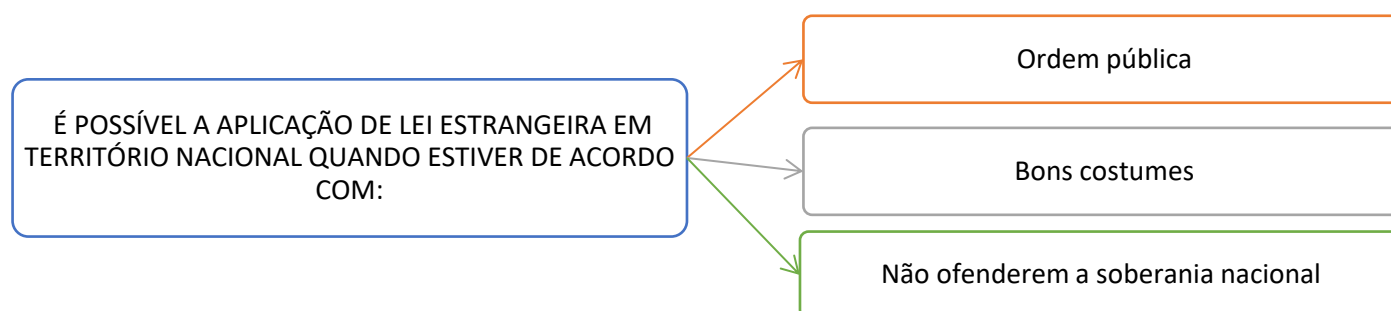 É POSSÍVEL A APLICAÇÃO DE LEI ESTRANGEIRA EM
TERRITÓRIO NACIONAL QUANDO ESTIVER DE ACORDO
COM:
Ordem pública
Bons costumes
Não ofenderem a soberania nacional